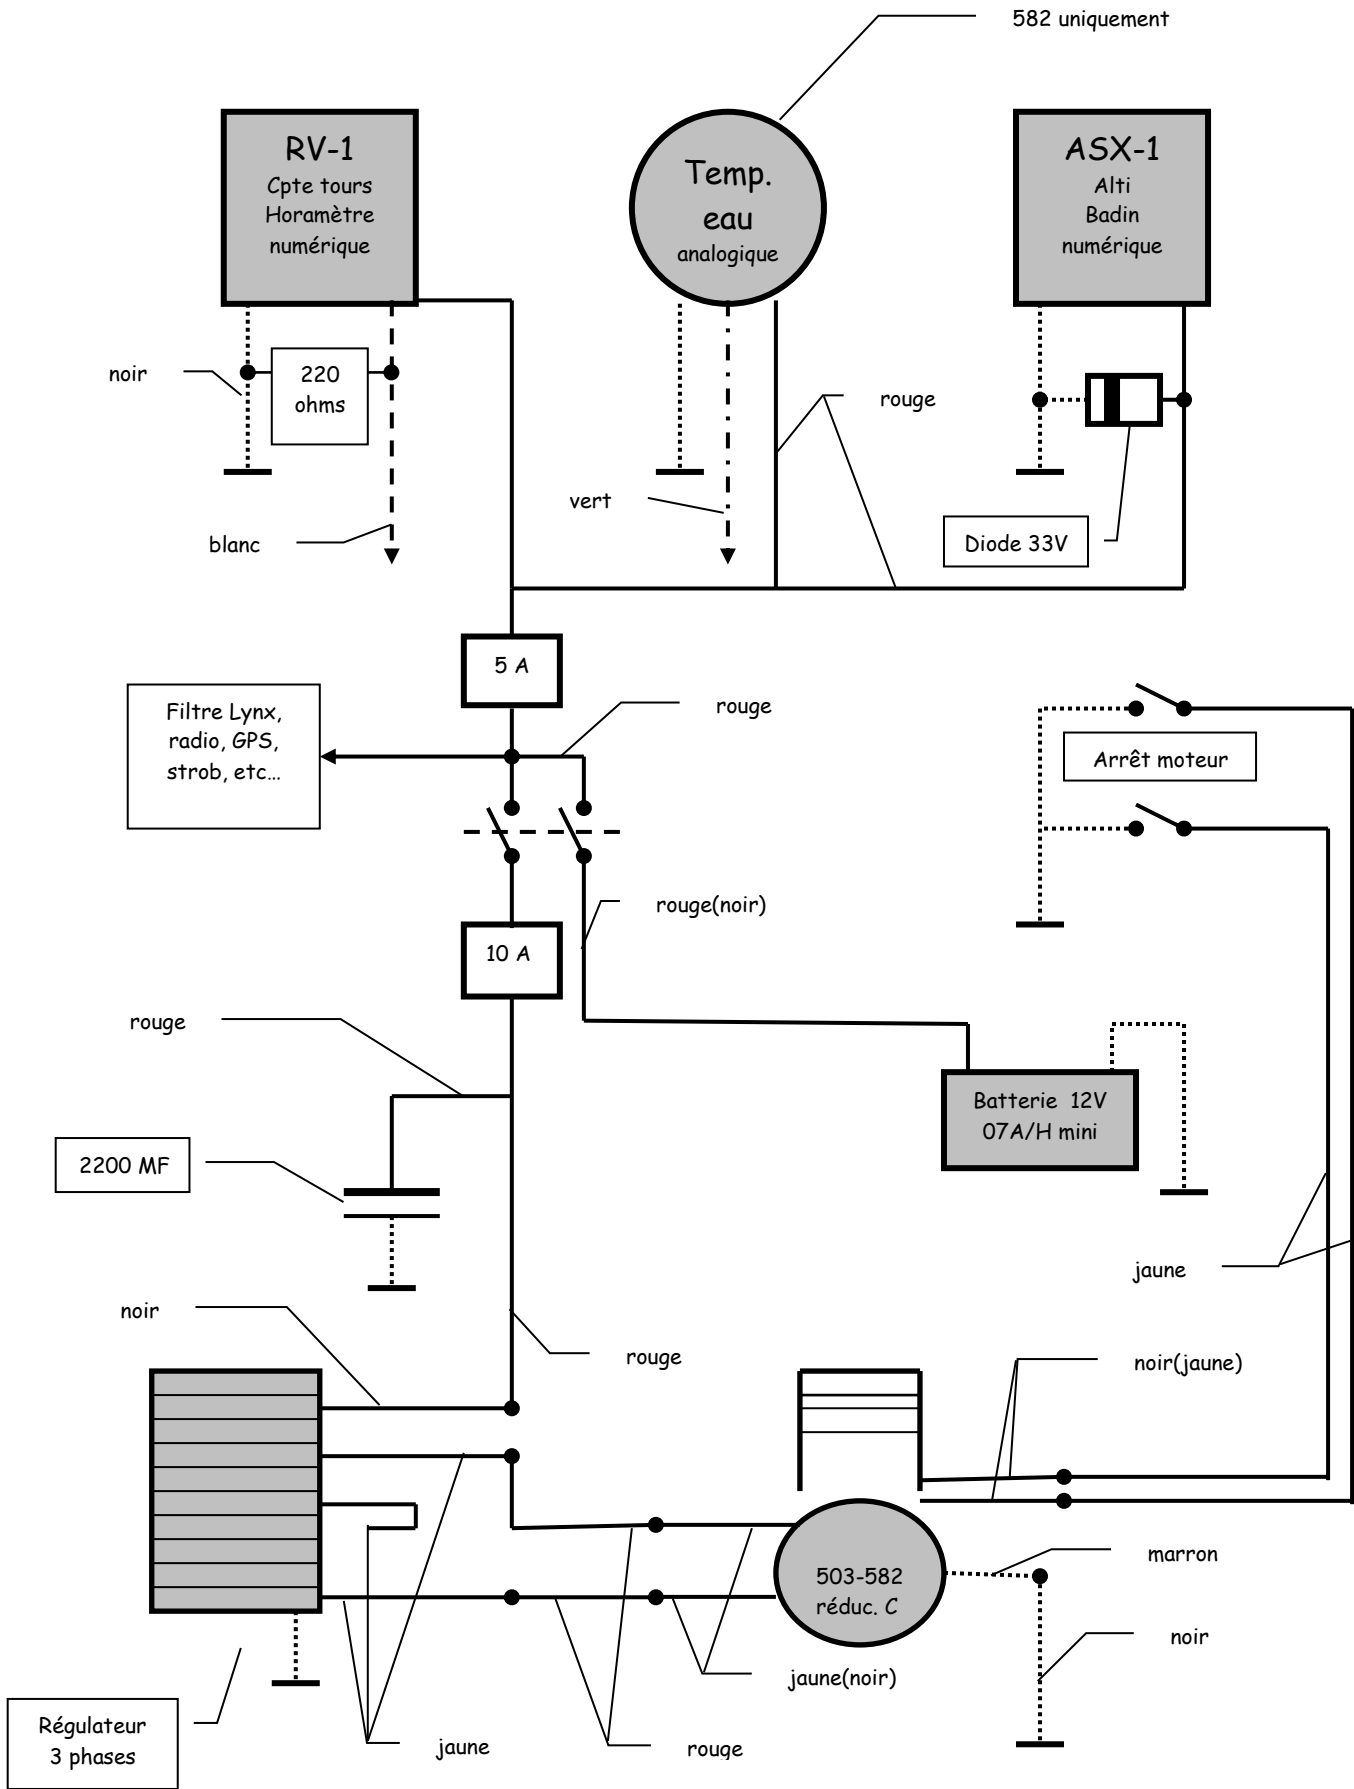 582 uniquement
RV-1
Cpte tours
Horamètre
numérique
Temp.
eau
analogique
ASX-1
Alti
Badin
numérique
noir
220
ohms
rouge
vert
blanc
Diode 33V
5 A
Filtre Lynx,
radio, GPS,
strob, etc…
rouge
Arrêt moteur
rouge(noir)
10 A
rouge
Batterie 12V
07A/H mini
2200 MF
jaune
noir
rouge
noir(jaune)
marron
503-582
réduc. C
noir
jaune(noir)
Régulateur
3 phases
jaune
rouge